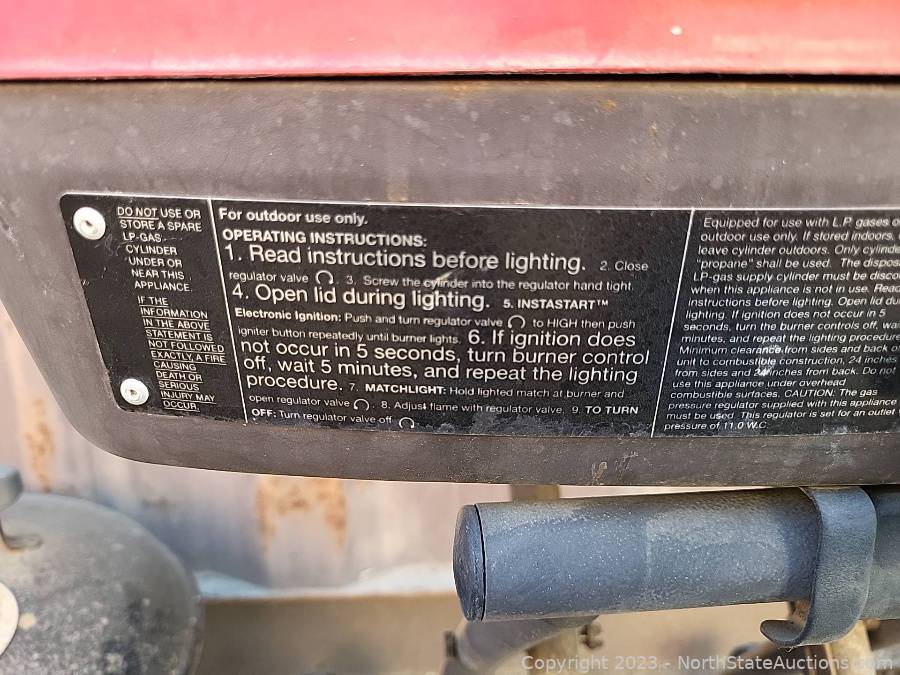 DO NOT USE OR
STORE A SPARE
LP-GAS
CYLINDER
UNDER OR
NEAR THIS
APPLIANCE.
IF THE
INFORMATION
IN THE ABOVE
STATEMENT IS
NOT FOLLOWED
EXACTLY, A FIRE
CAUSING
DEATH OR
SERIOUS
INJURY MAY
OCCUR.
For outdoor use only.
OPERATING INSTRUCTIONS:
1. Read instructions before lighting. 2. Close
regulator valve. 3. Screw the cylinder into the regulator hand tight.
4. Open lid during lighting. 5. INSTASTART™
Electronic Ignition: Push and turn regulator valve to HIGH then push
igniter button repeatedly until burner lights. 6. If ignition does
not occur in 5 seconds, turn burner control
off, wait 5 minutes, and repeat the lighting
procedure. 7. MATCHLIGHT: Hold lighted match at burner and
open regulator valve. 8. Adjust flame with regulator valve. 9. TO TURN
OFF: Turn regulator valve off
Equipped for use with L.P. gases
outdoor use only. If stored indoors,
leave cylinder outdoors. Only
"propane" shall be used. The
LP-gas supply cylinder must be
when this appliance is not in use. Read
instructions before lighting. Open lid
lighting. If ignition does not occur in 5
seconds, turn the burner controls off,
minutes, and repeat the lighting
Minimum clearance from sides and back
unit to combustible construction, 24 inches
from sides and 24 inches from back. Do not
use this appliance under overhead
combustible surfaces. CAUTION: The gas
pressure regulator supplied with this appliance
must be used. This regulator is set for an outlet
pressure of 11.0 W.C.
Copyright 2023 - NorthStateAuctions.com